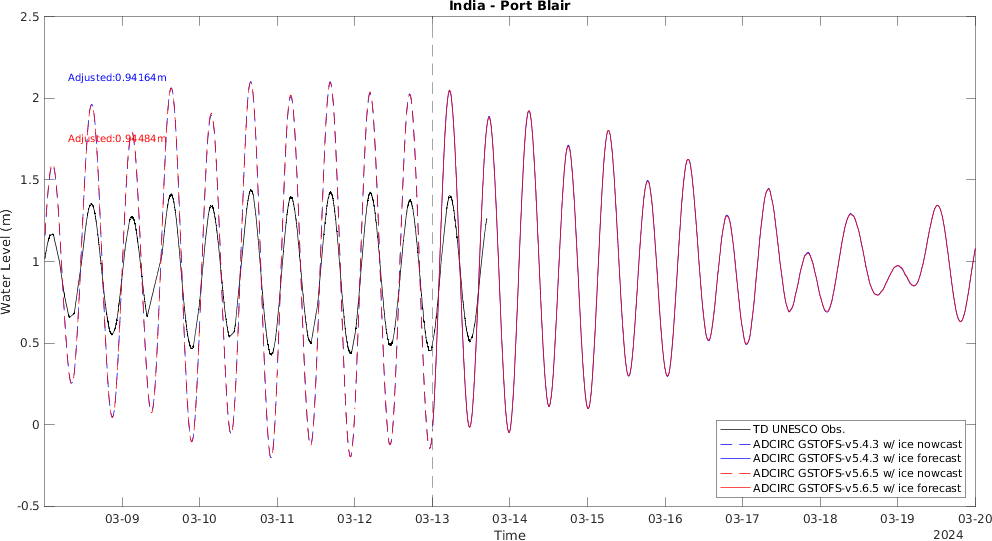 India - Port Blair
2.5
2
1.5
1
0.5
0
-0.5
Water Level (m)
Adjusted:0.94164m
Adjusted:0.94484m
TD UNESCO Obs.
ADCIRC GSTOFS-v5.4.3 w/ ice nowcast
ADCIRC GSTOFS-v5.4.3 w/ ice forecast
ADCIRC GSTOFS-v5.6.5 w/ ice nowcast
ADCIRC GSTOFS-v5.6.5 w/ ice forecast
03-09 03-10 03-11 03-12 03-13 03-14 03-15 03-16 03-17 03-18 03-19 03-20
Time
2024